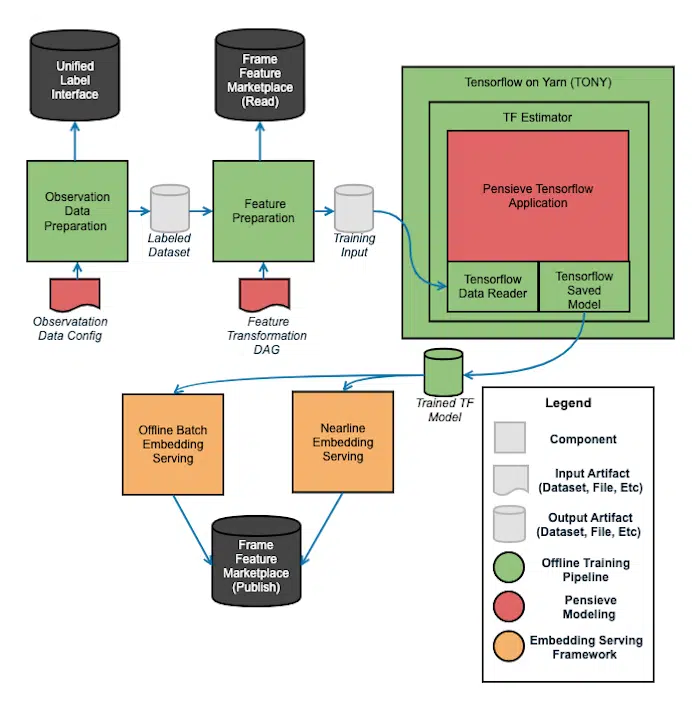 Unified
Label
Interface
Frame
Feature
Marketplace
(Read)
Tensorflow on Yarn (TONY)
TF Estimator
Pensieve Tensorflow
Application
Observation
Data
Preparation
Labeled
Dataset
Feature
Preparation
Training
Input
Tensorflow
Data Reader
Tensorflow
Saved
Model
Observatation
Data Config
Feature
Transformation
DAG
Trained TF
Model
Offline Batch
Embedding
Serving
Nearline
Embedding
Serving
Frame
Feature
Marketplace
(Publish)
Legend
Component
Input Artifact
(Dataset, File, Etc)
Output Artifact
(Dataset, File, Etc)
Offline Training
Pipeline
Pensieve
Modeling
Embedding Serving
Framework